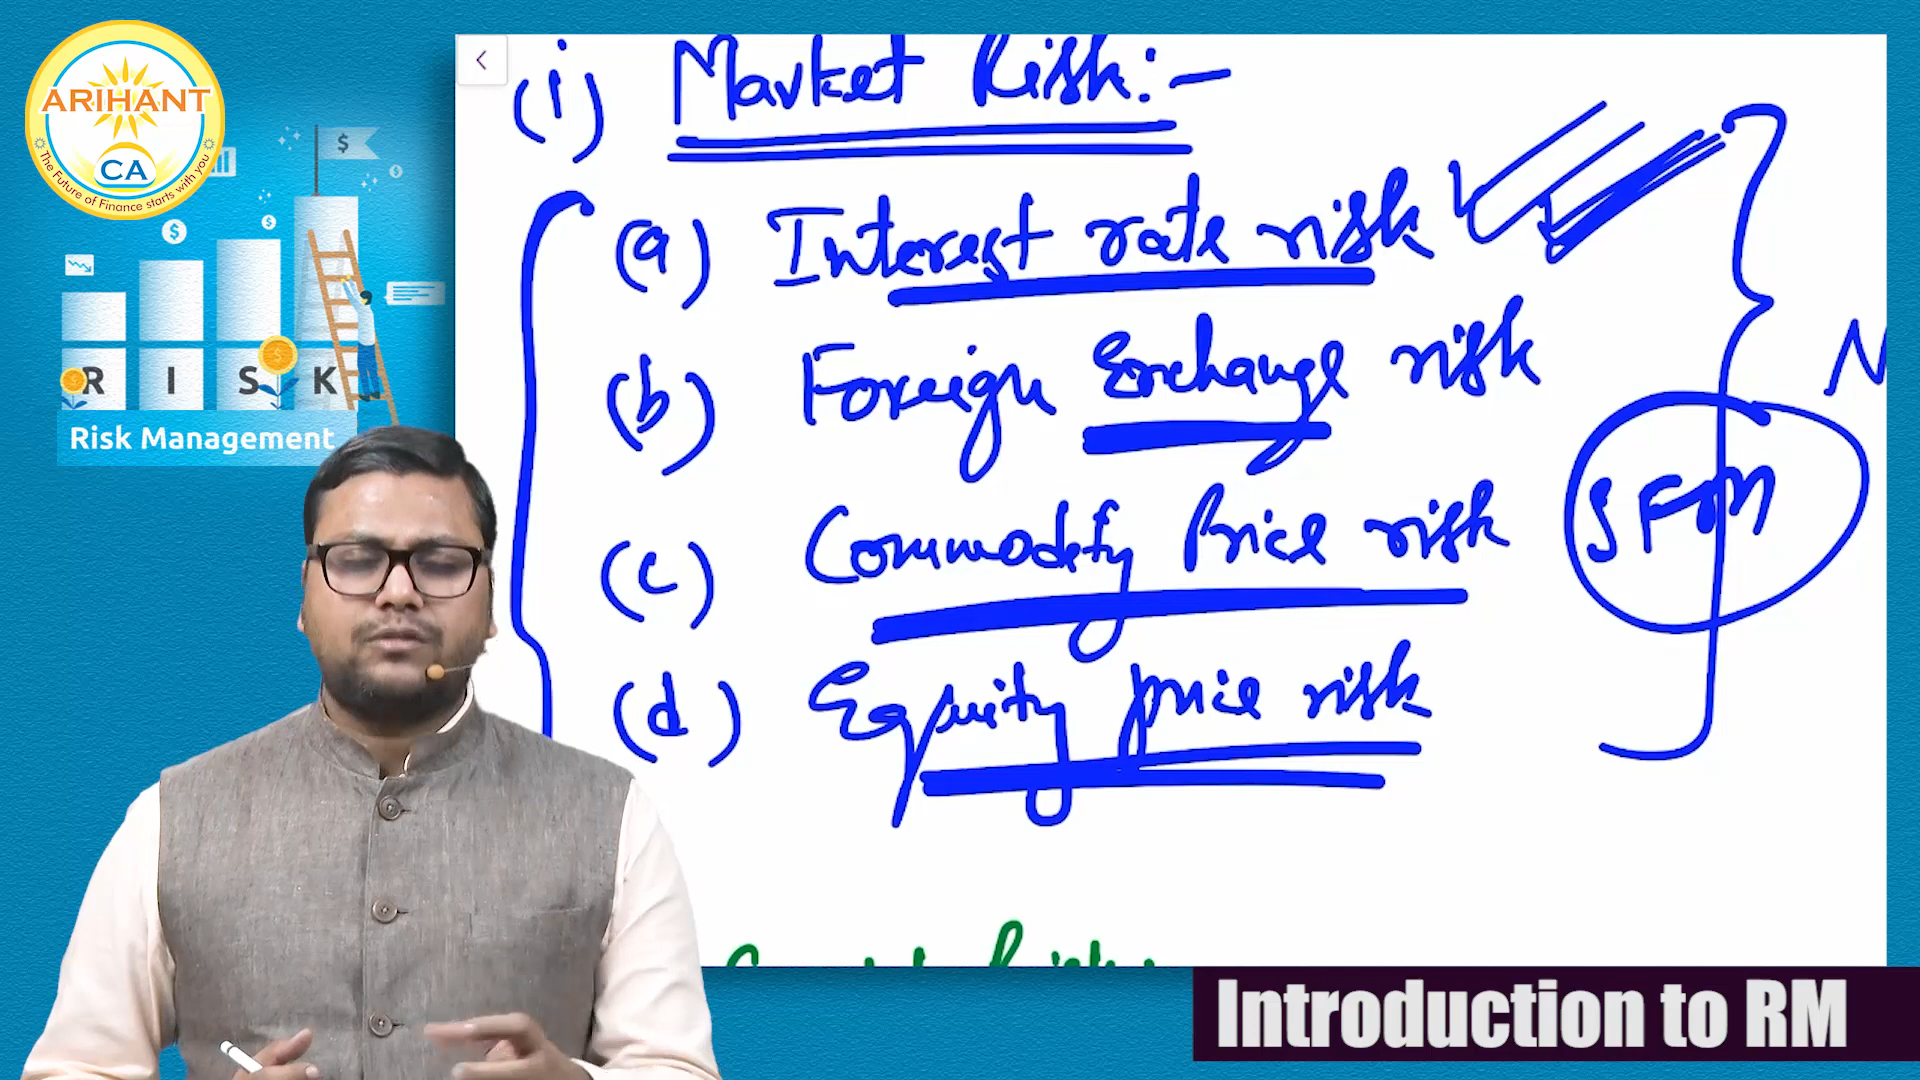 ARIHANT
CA
The Future of Finance starts with you
R I S K
Risk Management
(i) Market Risk:-
(a) Interest rate risk
(b) Foreign Exchange risk
(c) Commodity Price risk
(d) Equity price risk
SFM
N
Introduction to RM